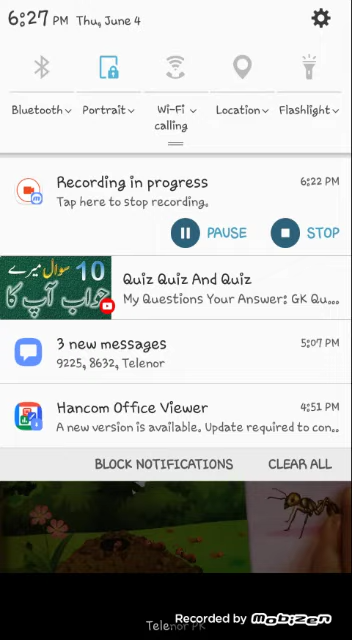 6:27 PM Thu, June 4
Bluetooth
Portrait
Wi-Fi calling
Location
Flashlight
Recording in progress 6:22 PM
Tap here to stop recording.
PAUSE STOP
10 سوال میرے
جواب آپ کا
Quiz Quiz And Quiz
My Questions Your Answer: GK Qu...
3 new messages 5:07 PM
9225, 8632, Telenor
Hancom Office Viewer 4:51 PM
A new version is available. Update required to con..
BLOCK NOTIFICATIONS CLEAR ALL
Telenor PK
Recorded by Mobizen